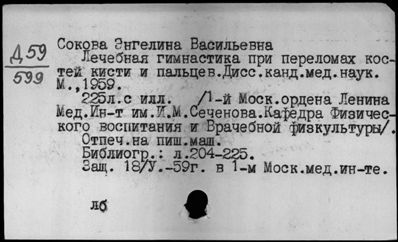 Д 59
599
Сокова Энгелина Васильевна
Лечебная гимнастика при переломах кос-
тей кисти и пальцев.Дисс.канд.мед.наук.
М.,1959.
225л.с илл. /1-й Моск.ордена Ленина
Мед.Ин-т им.И.М.Сеченова.Кафедра Физичес-
кого воспитания и Врачебной физкультуры/.
Отпеч.на пиш.маш.
Библиогр.: л.204-225.
Защ. 18/У.-59г. в 1-м Моск.мед.ин-те.
лб